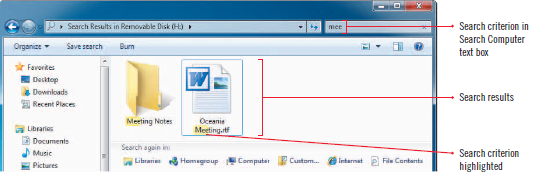 Search Results in Removable Disk (H:)
mee
Search criterion in
Search Computer
text box
Organize
Save search
Burn
Favorites
Desktop
Downloads
Recent Places
Libraries
Documents
Music
Pictures
Meeting Notes
Oceania
Meeting.rtf
Search results
Search again in:
Libraries
Homegroup
Computer
Custom...
Internet
File Contents
Search criterion
highlighted